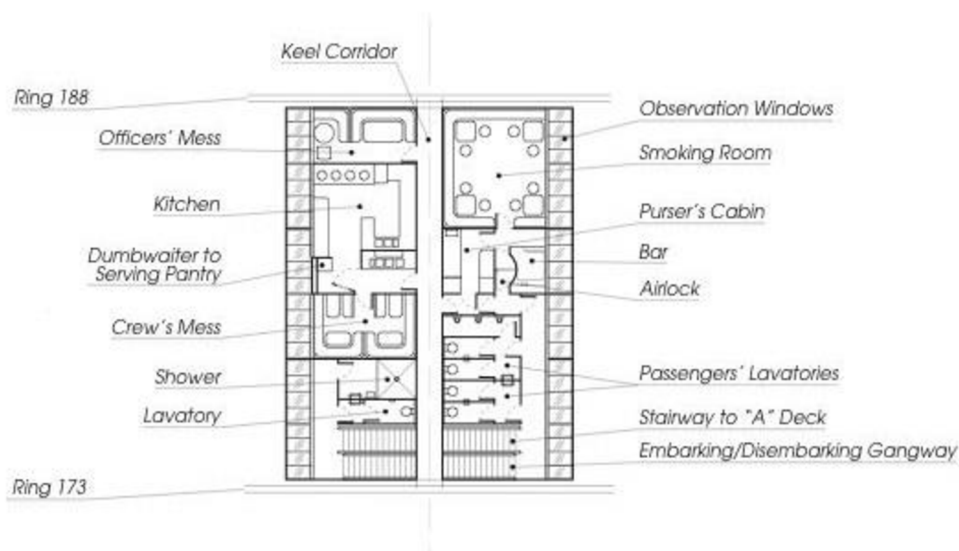 Keel Corridor
Ring 188
Officers' Mess
Kitchen
Dumbwaiter to
Serving Pantry
Crew's Mess
Shower
Lavatory
Ring 173
Observation Windows
Smoking Room
Purser's Cabin
Bar
Airlock
Passengers' Lavatories
Stairway to "A" Deck
Embarking/Disembarking Gangway